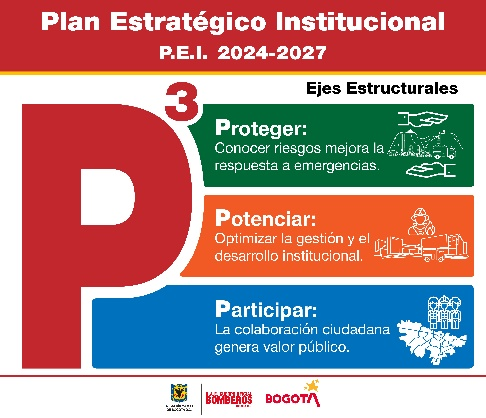 Plan Estratégico Institucional
P.E.I. 2024-2027
Ejes Estructurales
P3
Proteger:
Conocer riesgos mejora la
respuesta a emergencias.
Potenciar:
Optimizar la gestión y el
desarrollo institucional.
Participar:
La colaboración ciudadana
genera valor público.
BOMBEROS
BOGOTÁ